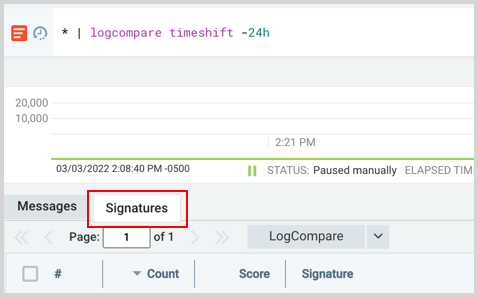 * | logcompare timeshift -24h
20,000
10,000
2:21 PM
03/03/2022 2:08:40 PM -0500 STATUS: Paused manually ELAPSED TIM
Messages Signatures
Page: 1 of 1 LogCompare
# Count Score Signature